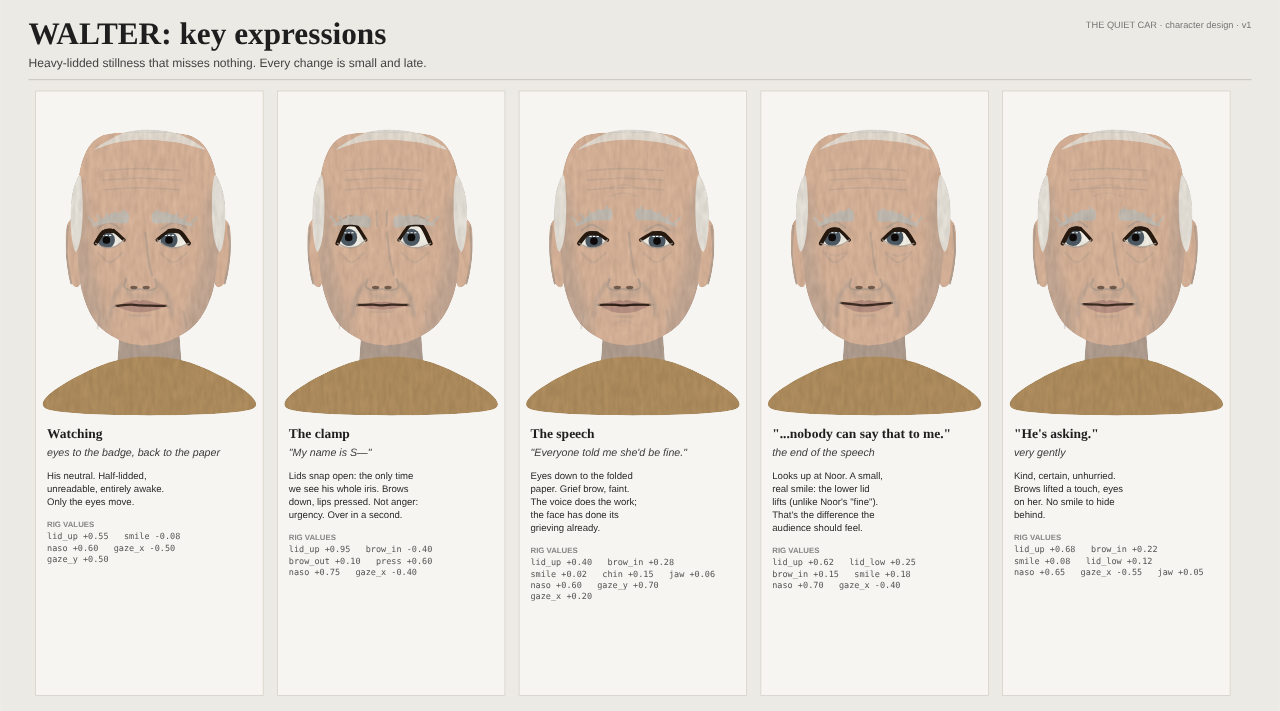 WALTER: key expressions
THE QUIET CAR · character design · v1
Heavy-lidded stillness that misses nothing. Every change is small and late.
Watching
eyes to the badge, back to the paper
His neutral. Half-lidded,
unreadable, entirely awake.
Only the eyes move.
RIG VALUES
lid_up +0.55 smile -0.08
naso +0.60 gaze_x -0.50
gaze_y +0.50
The clamp
"My name is S—"
Lids snap open: the only time
we see his whole iris. Brows
down, lips pressed. Not anger:
urgency. Over in a second.
RIG VALUES
lid_up +0.95 brow_in -0.40
brow_out +0.10 press +0.60
naso +0.75 gaze_x -0.40
The speech
"Everyone told me she'd be fine."
Eyes down to the folded
paper. Grief brow, faint.
The voice does the work;
the face has done its
grieving already.
RIG VALUES
lid_up +0.40 brow_in +0.28
smile +0.02 chin +0.15 jaw +0.06
naso +0.60 gaze_y +0.70
gaze_x +0.20
"...nobody can say that to me."
the end of the speech
Looks up at Noor. A small,
real smile: the lower lid
lifts (unlike Noor's "fine").
That's the difference the
audience should feel.
RIG VALUES
lid_up +0.62 lid_low +0.25
brow_in +0.15 smile +0.18
naso +0.70 gaze_x -0.40
"He's asking."
very gently
Kind, certain, unhurried.
Brows lifted a touch, eyes
on her. No smile to hide
behind.
RIG VALUES
lid_up +0.68 brow_in +0.22
smile +0.08 lid_low +0.12
naso +0.65 gaze_x -0.55 jaw +0.05